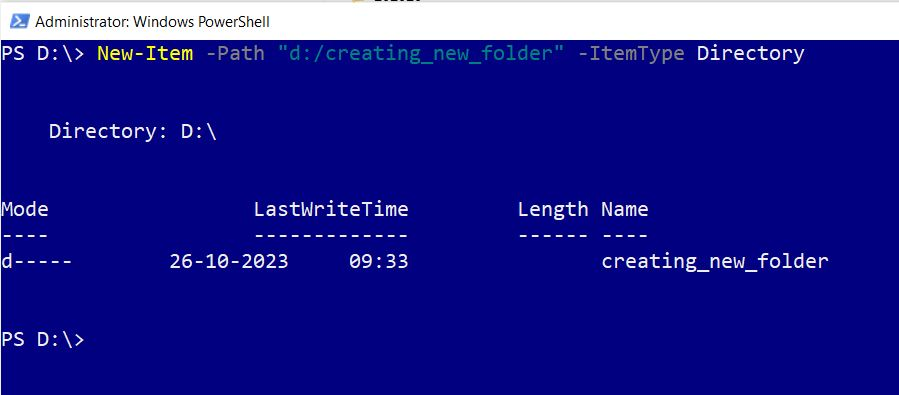 Administrator: Windows PowerShell
PS D:\> New-Item -Path "d:/creating_new_folder" -ItemType Directory
Directory: D:\
Mode LastWriteTime Length Name
---- ------------- ------ ----
d----- 26-10-2023 09:33 creating_new_folder
PS D:\>